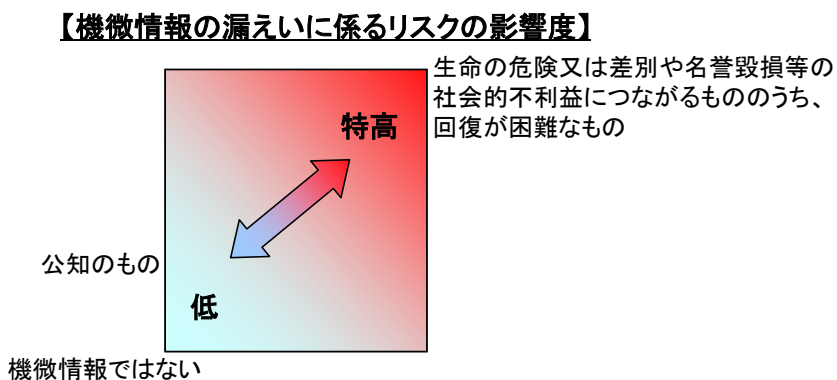 【機微情報の漏えいに係るリスクの影響度】
生命の危険又は差別や名誉毀損等の
社会的不利益につながるもののうち、
回復が困難なもの
特高
公知のもの
低
機微情報ではない